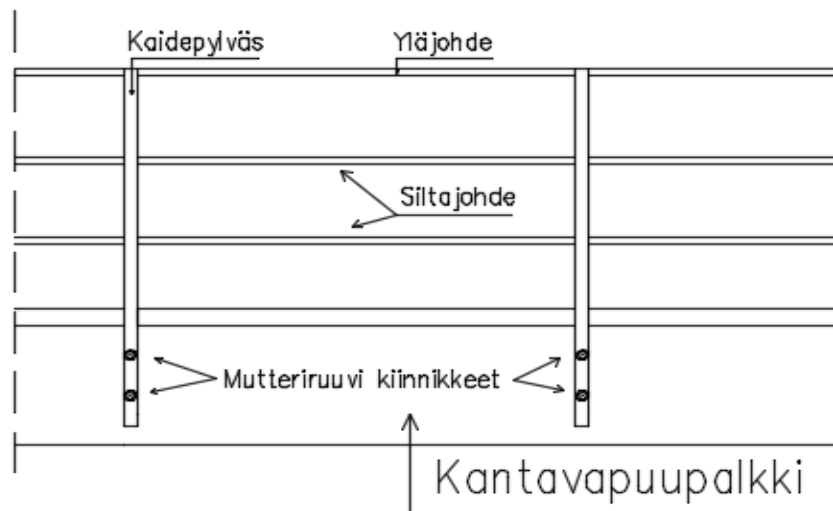 Kaidepylväs
Yläjohde
Siltajohde
Mutteriruuvi kiinnikkeet
Kantavapuupalkki